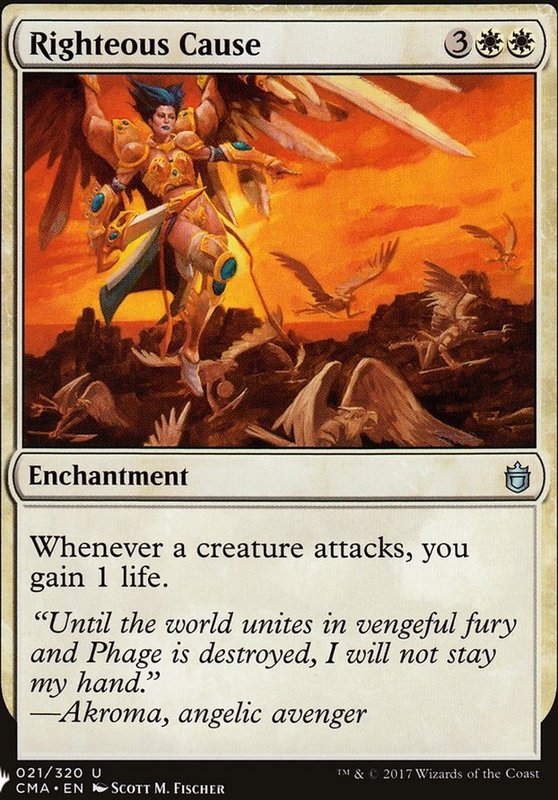 Righteous Cause 3
Enchantment
Whenever a creature attacks, you
gain 1 life.
“Until the world unites in vengeful fury
and Phage is destroyed, I will not stay
my hand.”
—Akroma, angelic avenger
021/320 U
CMA • EN Scott M. Fischer
™ & © 2017 Wizards of the Coast